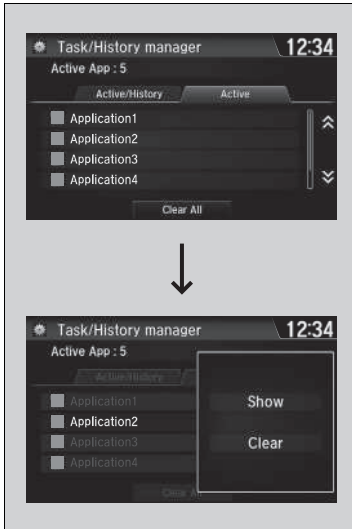 Task/History manager 12:34
Active App : 5
Active/History Active
Application1
Application2
Application3
Application4
Clear All
Task/History manager 12:34
Active App : 5
Active/History
Application1
Show
Application2
Application3
Clear
Application4
Clear All